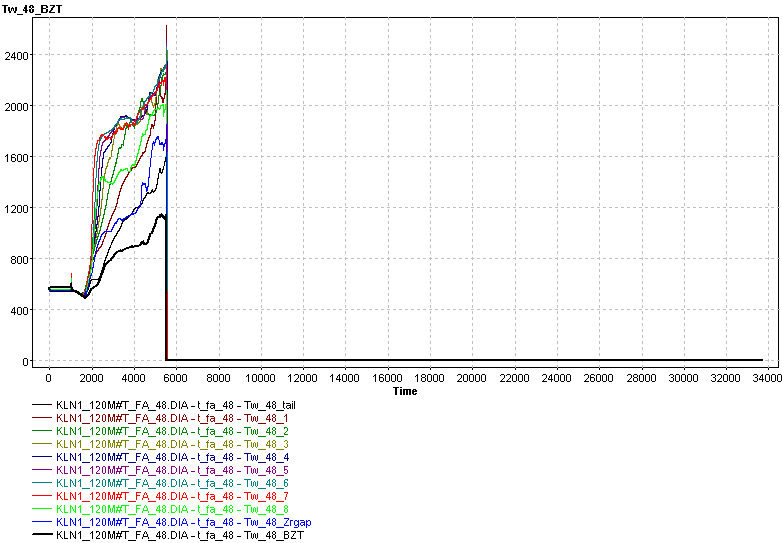 Tw_48_BZT
2400
2000
1600
1200
800
400
0
0 2000 4000 6000 8000 10000 12000 14000 16000 18000 20000 22000 24000 26000 28000 30000 32000 34000
Time
KLN1_120M#T_FA_48.DIA - t_fa_48 - Tw_48_tail
KLN1_120M#T_FA_48.DIA - t_fa_48 - Tw_48_1
KLN1_120M#T_FA_48.DIA - t_fa_48 - Tw_48_2
KLN1_120M#T_FA_48.DIA - t_fa_48 - Tw_48_3
KLN1_120M#T_FA_48.DIA - t_fa_48 - Tw_48_4
KLN1_120M#T_FA_48.DIA - t_fa_48 - Tw_48_5
KLN1_120M#T_FA_48.DIA - t_fa_48 - Tw_48_6
KLN1_120M#T_FA_48.DIA - t_fa_48 - Tw_48_7
KLN1_120M#T_FA_48.DIA - t_fa_48 - Tw_48_8
KLN1_120M#T_FA_48.DIA - t_fa_48 - Tw_48_Zrgap
KLN1_120M#T_FA_48.DIA - t_fa_48 - Tw_48_BZT